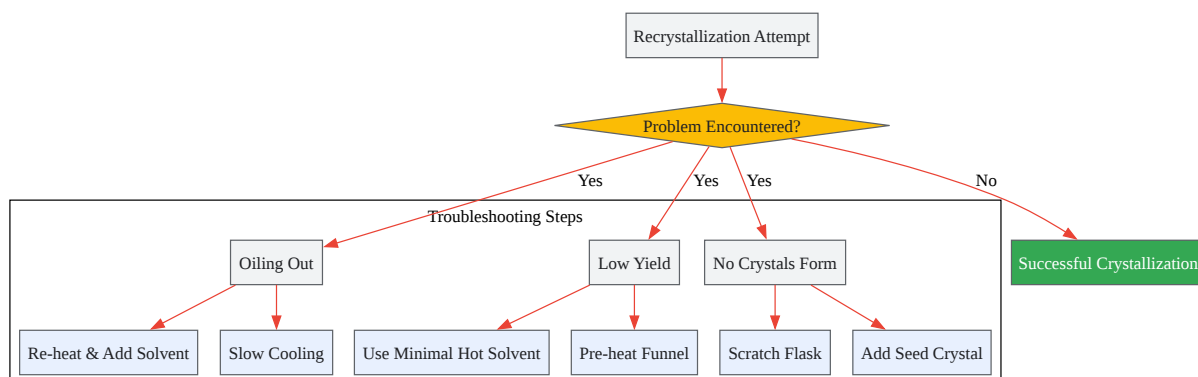 Recrystallization Attempt
Problem Encountered?
Yes
Yes
Yes
No
Troubleshooting Steps
Oiling Out
Low Yield
No Crystals Form
Successful Crystallization
Re-heat & Add Solvent
Slow Cooling
Use Minimal Hot Solvent
Pre-heat Funnel
Scratch Flask
Add Seed Crystal